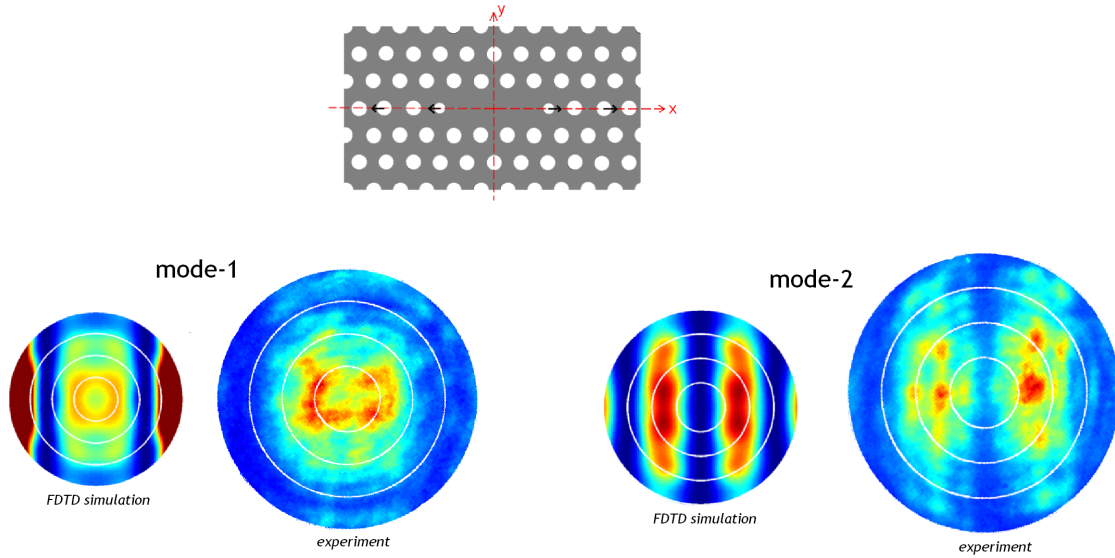 y
x
mode-1
mode-2
FDTD simulation
experiment
FDTD simulation
experiment